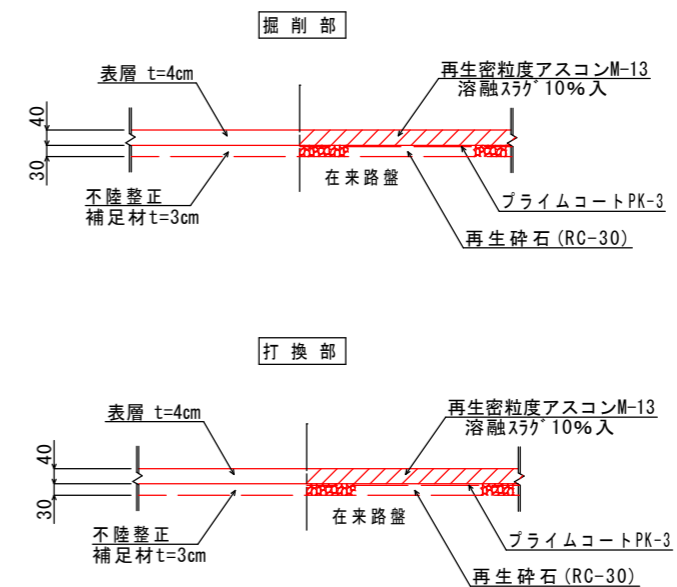 掘削部
表層 t=4cm
再生密粒度アスコンM-13
溶融ｽﾗｸﾞ10%入
40
30
在来路盤
不陸整正
補足材t=3cm
プライムコートPK-3
再生砕石(RC-30)
打換部
表層 t=4cm
再生密粒度アスコンM-13
溶融ｽﾗｸﾞ10%入
40
30
在来路盤
不陸整正
補足材t=3cm
プライムコートPK-3
再生砕石(RC-30)